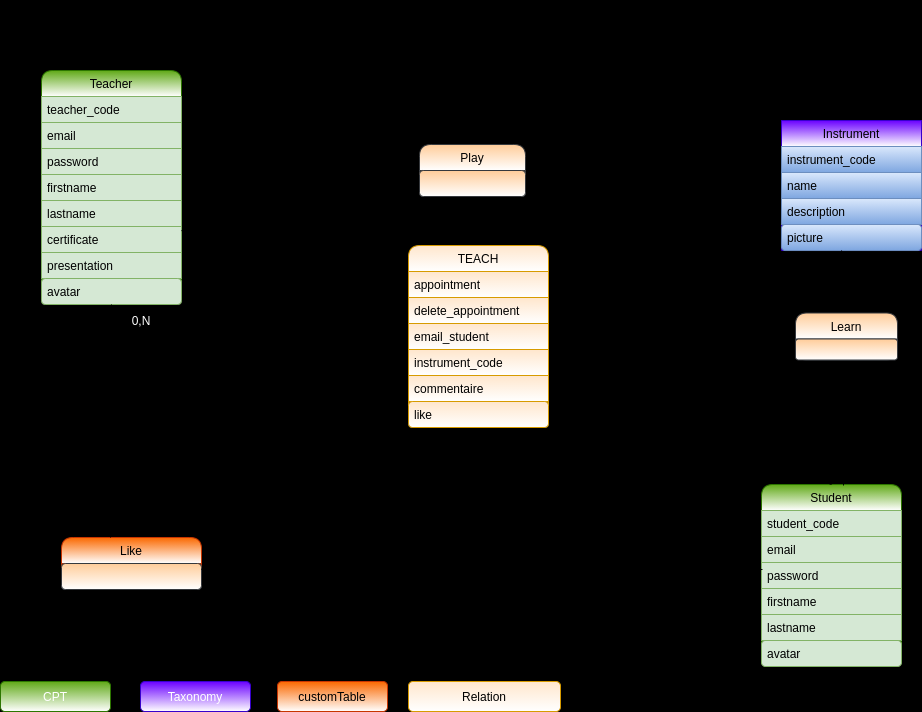 Teacher
teacher_code
email
password
firstname
lastname
certificate
presentation
avatar
0,N
Play
TEACH
appointment
delete_appointment
email_student
instrument_code
commentaire
like
Instrument
instrument_code
name
description
picture
Learn
Like
Student
student_code
email
password
firstname
lastname
avatar
CPT
Taxonomy
customTable
Relation